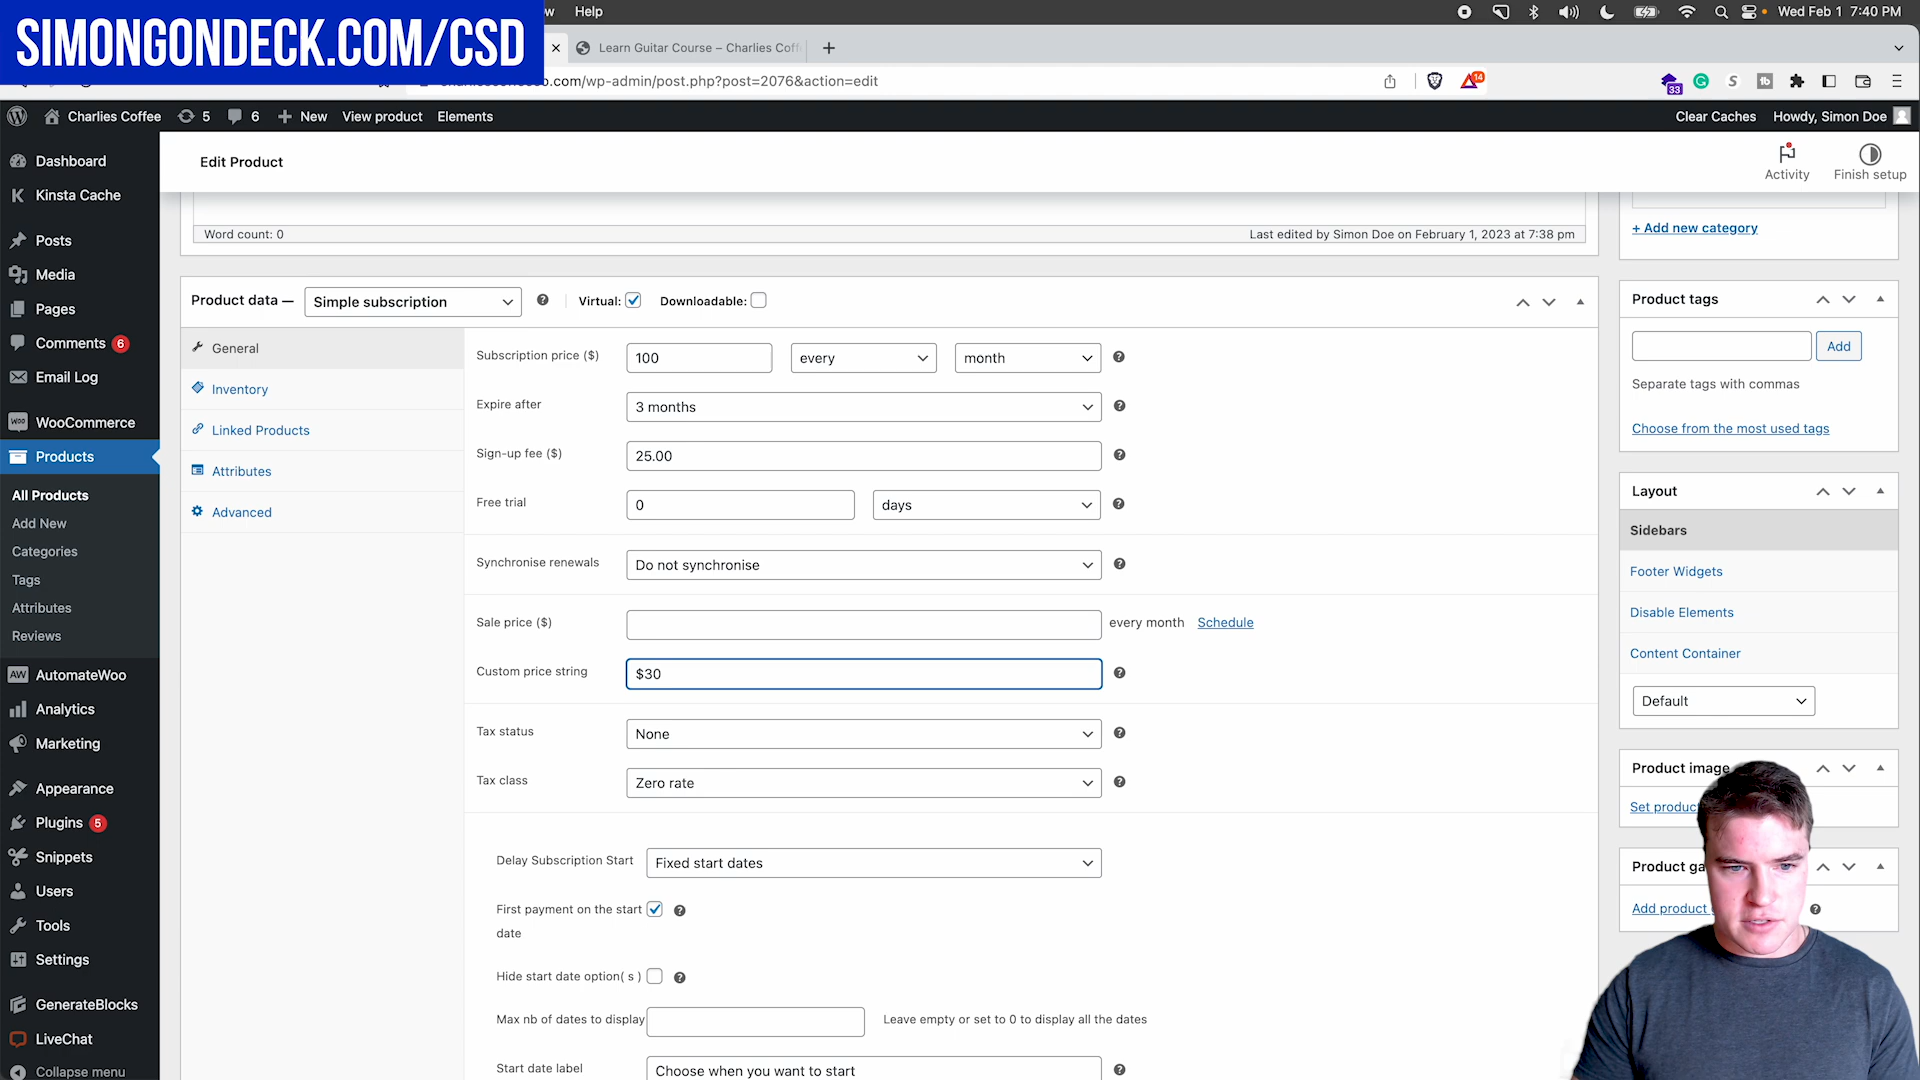 SIMONGONDECK.COM/CSD
Help
Wed Feb 1 7:40 PM
Learn Guitar Course – Charlies Coff
.com/wp-admin/post.php?post=2076&action=edit
14
33
Charlies Coffee
5
6
New
View product
Elements
Clear Caches
Howdy, Simon Doe
Dashboard
Kinsta Cache
Posts
Media
Pages
Comments 6
Email Log
WooCommerce
Products
All Products
Add New
Categories
Tags
Attributes
Reviews
AutomateWoo
Analytics
Marketing
Appearance
Plugins 5
Snippets
Users
Tools
Settings
GenerateBlocks
LiveChat
Collapse menu
Edit Product
Activity
Finish setup
Word count: 0
Last edited by Simon Doe on February 1, 2023 at 7:38 pm
Product data —
Simple subscription
Virtual:
Downloadable:
General
Inventory
Linked Products
Attributes
Advanced
Subscription price ($)
100
every
month
Expire after
3 months
Sign-up fee ($)
25.00
Free trial
0
days
Synchronise renewals
Do not synchronise
Sale price ($)
every month
Schedule
Custom price string
$30
Tax status
None
Tax class
Zero rate
Delay Subscription Start
Fixed start dates
First payment on the start
date
Hide start date option( s )
Max nb of dates to display
Leave empty or set to 0 to display all the dates
Start date label
Choose when you want to start
+ Add new category
Product tags
Add
Separate tags with commas
Choose from the most used tags
Layout
Sidebars
Footer Widgets
Disable Elements
Content Container
Default
Product image
Set produc
Product ga
Add product